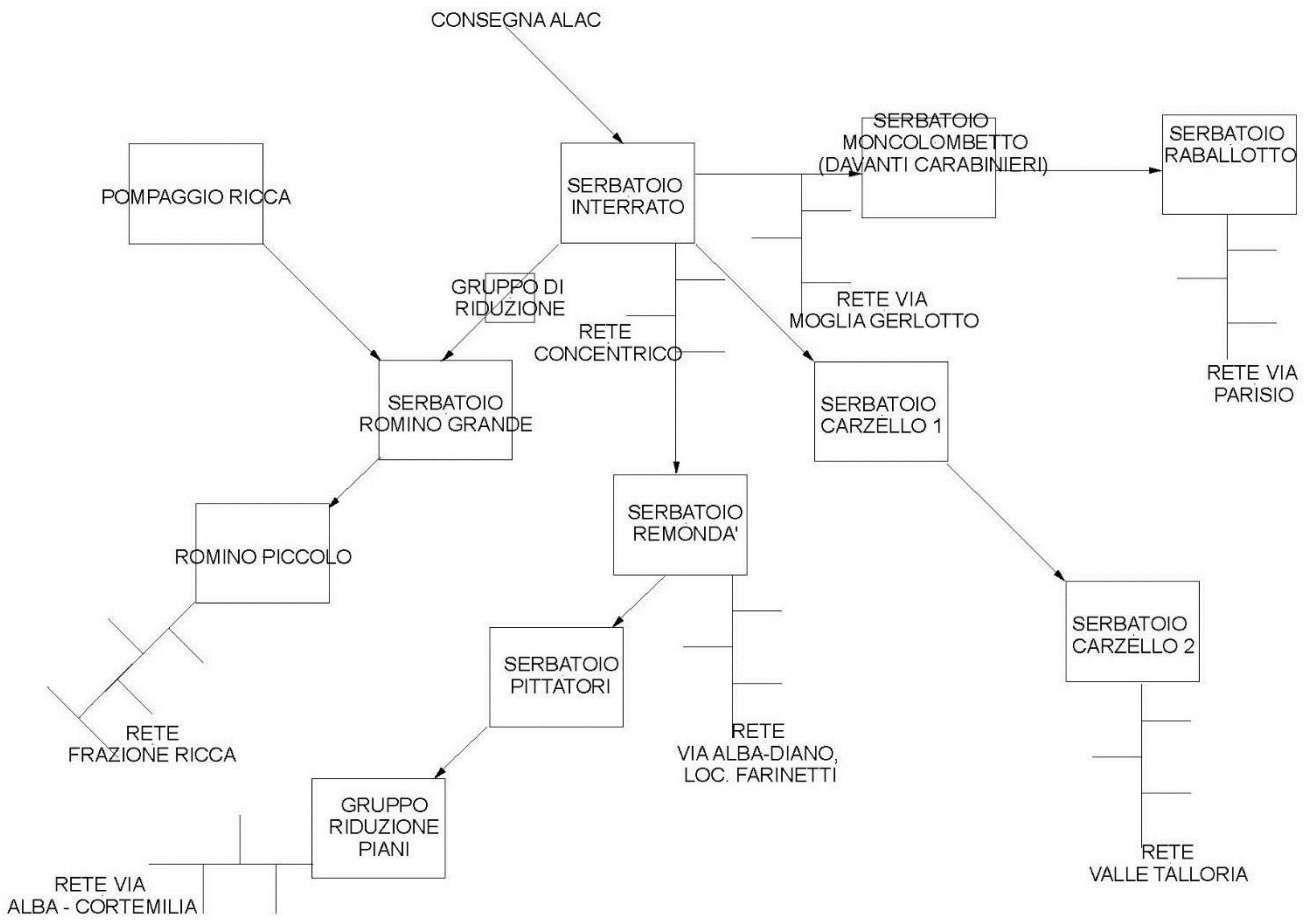 CONSEGNA ALAC
SERBATOIO
MONCOLOMBETTO
(DAVANTI CARABINIERI)
SERBATOIO
RABALLOTTO
POMPAGGIO RICCA
SERBATOIO
INTERRATO
GRUPPO DI
RIDUZIONE
RETE
CONCENTRICO
RETE VIA
MOGLIA GERLOTTO
RETE VIA
PARISIO
SERBATOIO
ROMINO GRANDE
SERBATOIO
CARZELLO 1
ROMINO PICCOLO
SERBATOIO
REMONDA'
SERBATOIO
CARZELLO 2
SERBATOIO
PITTATORI
RETE
FRAZIONE RICCA
RETE
VIA ALBA-DIANO,
LOC. FARINETTI
GRUPPO
RIDUZIONE
PIANI
RETE
VALLE TALLORIA
RETE VIA
ALBA - CORTEMILIA